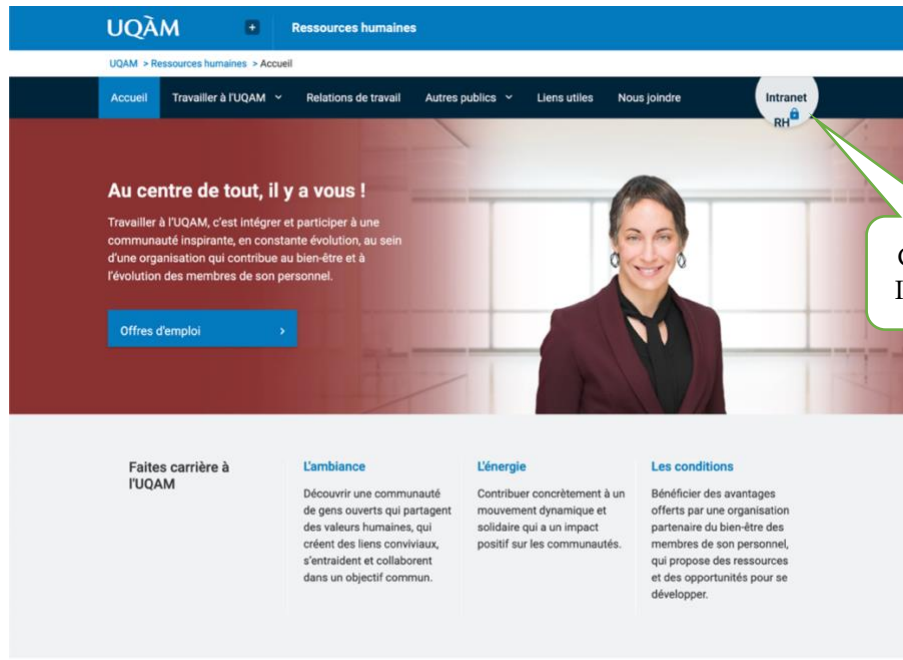 UQÀM + Ressources humaines
UQAM > Ressources humaines > Accueil
Accueil Travailler à l'UQAM Relations de travail Autres publics Liens utiles Nous joindre Intranet
RH
Au centre de tout, il y a vous !
Travailler à l'UQAM, c'est intégrer et participer à une
communauté inspirante, en constante évolution, au sein
d'une organisation qui contribue au bien-être et à
l'évolution des membres de son personnel.
Offres d'emploi >
Faites carrière à
l'UQAM
L'ambiance
Découvrir une communauté
de gens ouverts qui partagent
des valeurs humaines, qui
créent des liens conviviaux,
s'entraident et collaborent
dans un objectif commun.
L'énergie
Contribuer concrètement à un
mouvement dynamique et
solidaire qui a un impact
positif sur les communautés.
Les conditions
Bénéficier des avantages
offerts par une organisation
partenaire du bien-être des
membres de son personnel,
qui propose des ressources
et des opportunités pour se
développer.